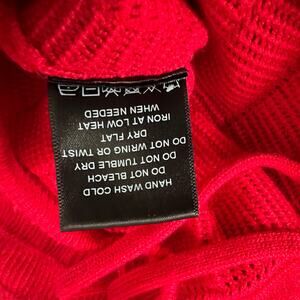 HAND WASH COLD
DO NOT BLEACH
DO NOT TUMBLE DRY
DO NOT WRING OR TWIST
DRY FLAT
IRON AT LOW HEAT
WHEN NEEDED